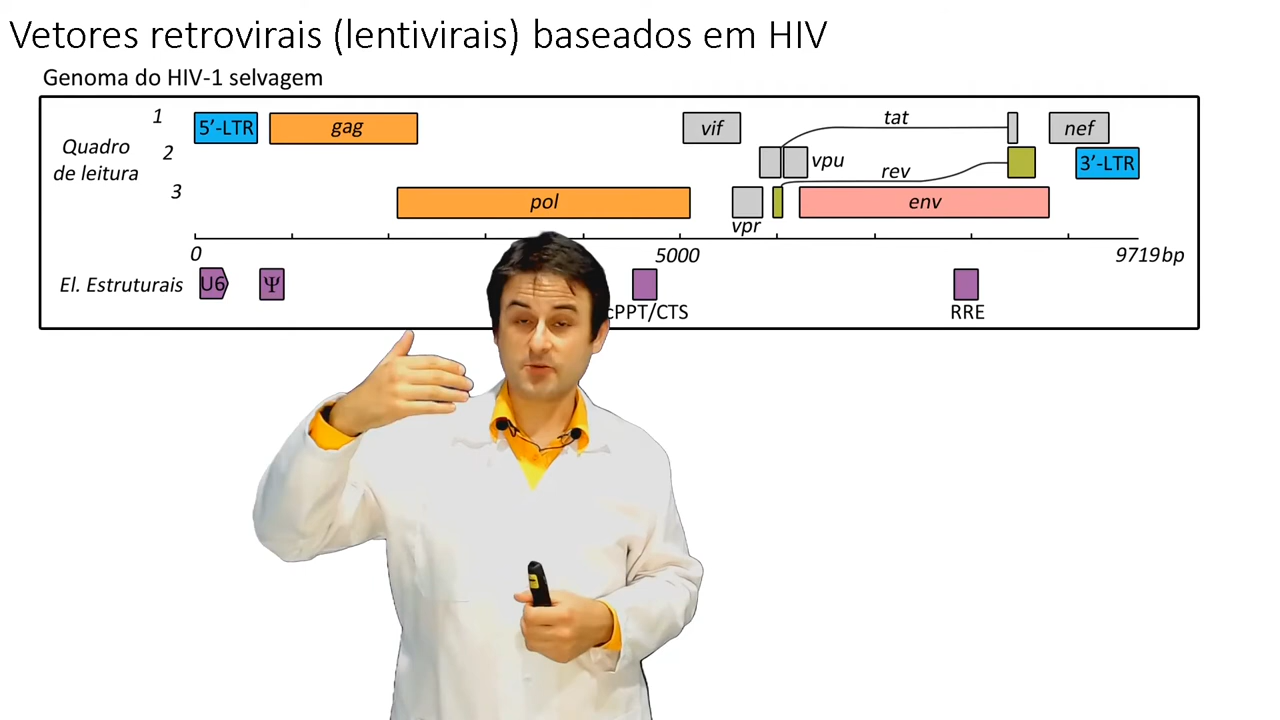 Vetores retrovirais (lentivirais) baseados em HIV
Genoma do HIV-1 selvagem
1
5’-LTR
gag
vif
tat
nef
Quadro
de leitura
2
vpu
rev
3’-LTR
3
pol
env
vpr
0
5000
9719bp
El. Estruturais
U6
Ψ
cPPT/CTS
RRE